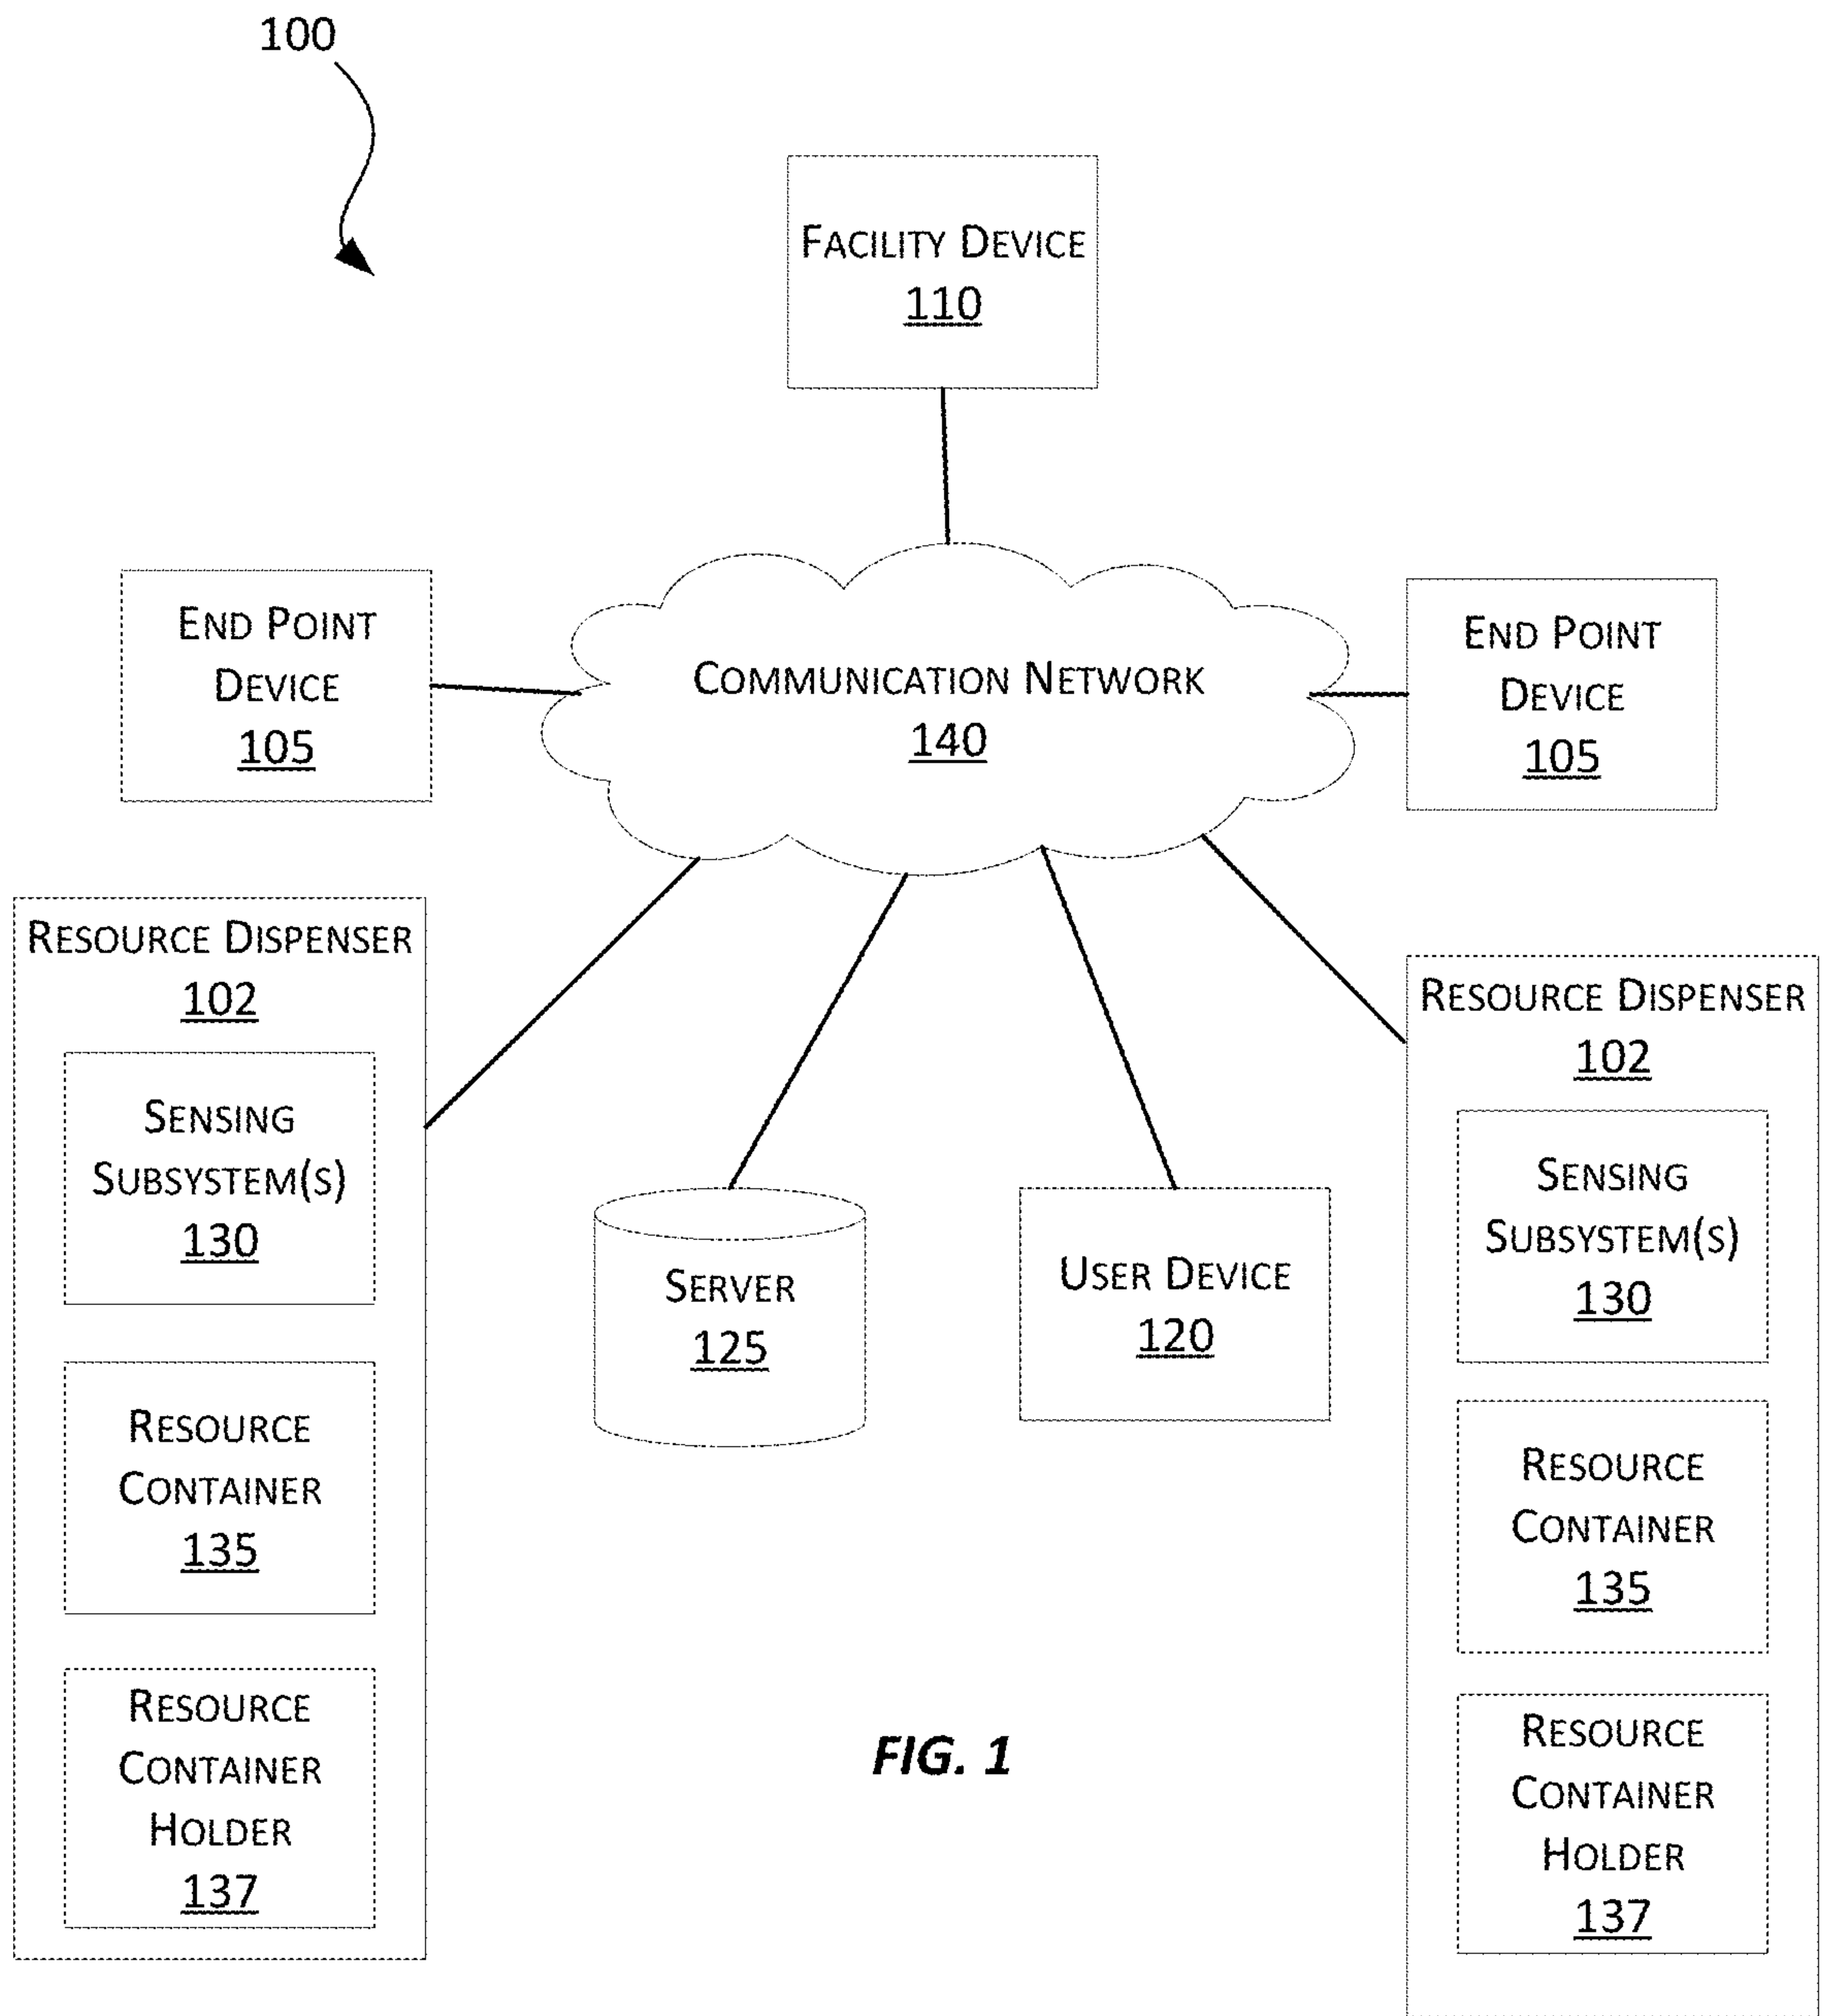 100
FACILITY DEVICE
110
END POINT
DEVICE
105
COMMUNICATION NETWORK
140
END POINT
DEVICE
105
RESOURCE DISPENSER
102
SENSING
SUBSYSTEM(S)
130
RESOURCE
CONTAINER
135
RESOURCE
CONTAINER
HOLDER
137
SERVER
125
USER DEVICE
120
RESOURCE DISPENSER
102
SENSING
SUBSYSTEM(S)
130
RESOURCE
CONTAINER
135
RESOURCE
CONTAINER
HOLDER
137
FIG. 1